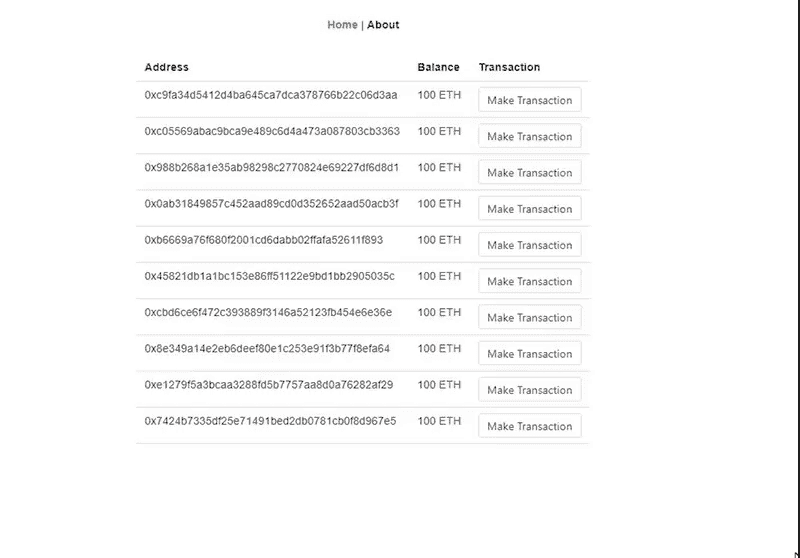 Home | About
Address Balance Transaction
0xc9fa34d5412d4ba645ca7dca378766b22c06d3aa 100 ETH Make Transaction
0xc05569abac9bca9e489c6d4a473a087803cb3363 100 ETH Make Transaction
0x988b268a1e35ab98298c2770824e69227df6d8d1 100 ETH Make Transaction
0x0ab31849857c452aad89cd0d352652aad50acb3f 100 ETH Make Transaction
0xb6669a76f680f2001cd6dabb02ffafa52611f893 100 ETH Make Transaction
0x45821db1a1bc153e86ff51122e9bd1bb2905035c 100 ETH Make Transaction
0xcbd6ce6f472c393889f3146a52123fb454e6e36e 100 ETH Make Transaction
0x8e349a14e2eb6deef80e1c253e91f3b77f8efa64 100 ETH Make Transaction
0xe1279f5a3bcaa3288fd5b7757aa8d0a76282af29 100 ETH Make Transaction
0x7424b7335df25e71491bed2db0781cb0f8d967e5 100 ETH Make Transaction